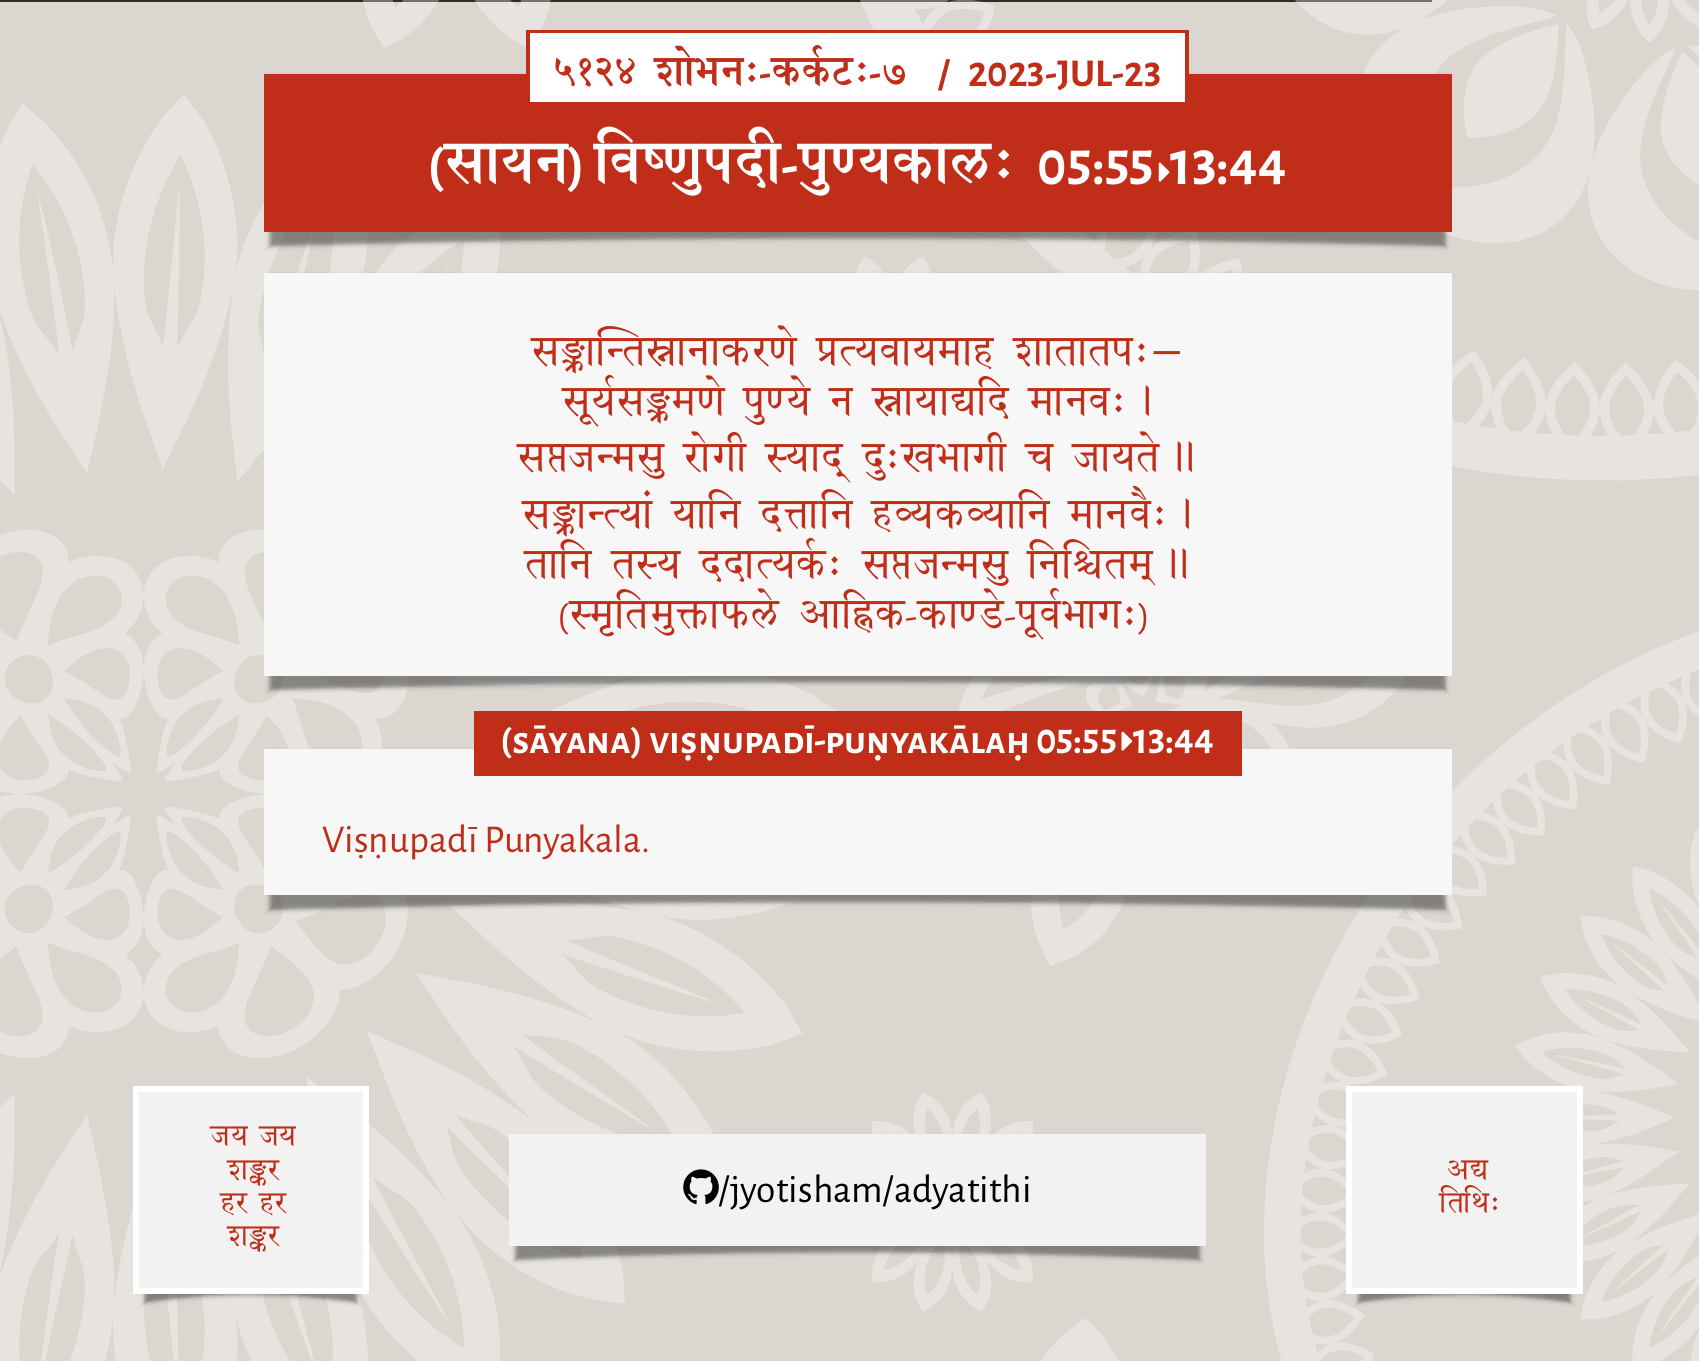 ५१२४ शोभनः-कर्कटः-७ / 2023-JUL-23
(सायन) विष्णुपदी-पुण्यकालः 05:55▸13:44
सङ्क्रान्तिस्नानाकरणे प्रत्यवायमाह शातातपः—
सूर्यसङ्क्रमणे पुण्ये न स्नायाद्यदि मानवः ।
सप्तजन्मसु रोगी स्याद् दुःखभागी च जायते ॥
सङ्क्रान्त्यां यानि दत्तानि हव्यकव्यानि मानवैः ।
तानि तस्य ददात्यर्कः सप्तजन्मसु निश्चितम् ॥
(स्मृतिमुक्ताफले आह्निक-काण्डे-पूर्वभागः)
(SĀYANA) VIṢṆUPADĪ-PUṆYAKĀLAḤ 05:55▸13:44
Viṣṇupadī Punyakala.
जय जय
शङ्कर
हर हर
शङ्कर
/jyotisham/adyatithi
अद्य
तिथिः